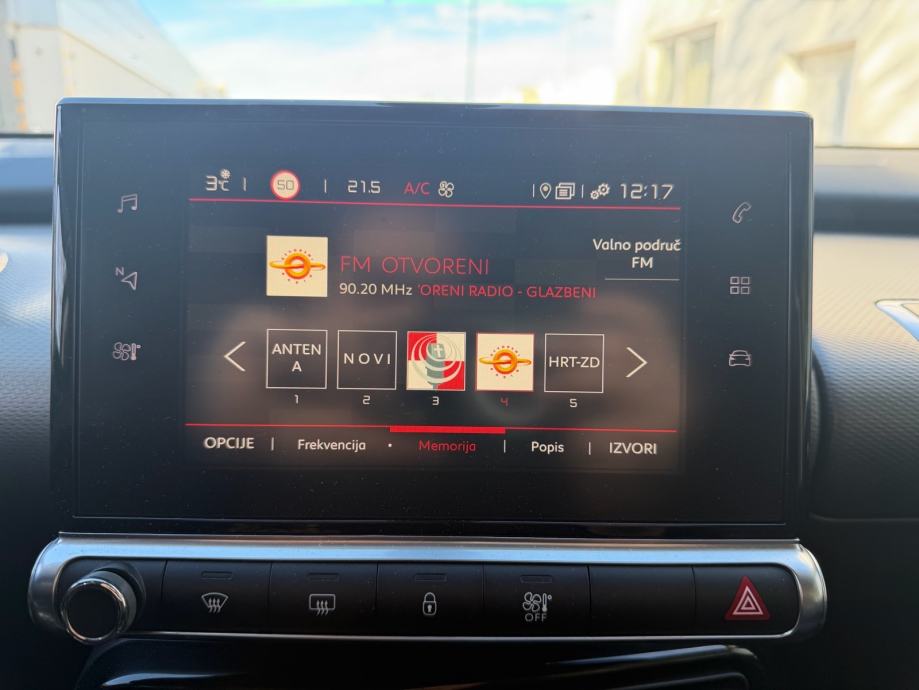 3°C | 50 | 21.5 A/C | | 12:17
Valno područ
FM
FM OTVORENI
90.20 MHz 'ORENI RADIO - GLAZBENI
N
ANTEN
A
NOVI
HRT-ZD
1 2 3 4 5
OPCIJE | Frekvencija • Memorija | Popis | IZVORI
OFF